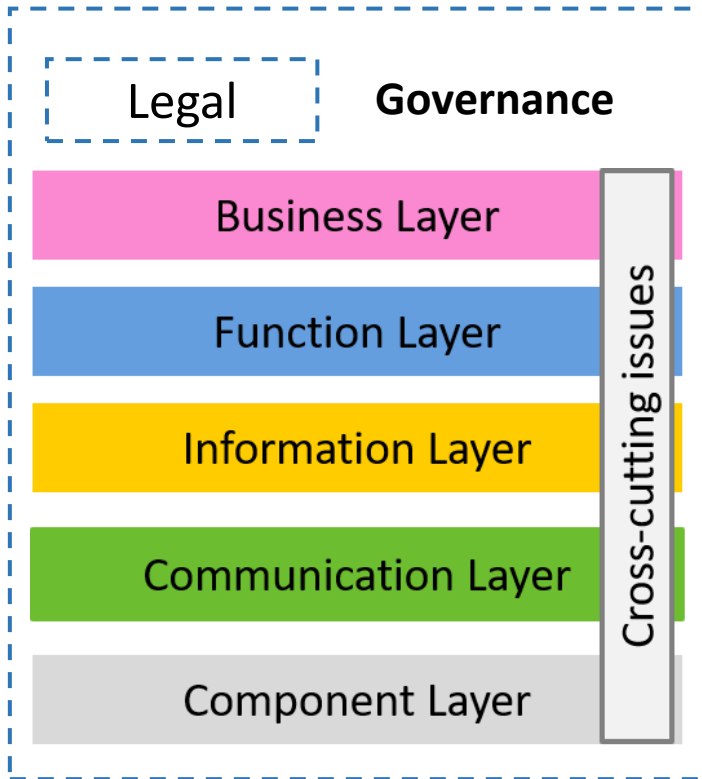 Legal
Governance
Business Layer
Function Layer
Information Layer
Communication Layer
Component Layer
Cross-cutting issues